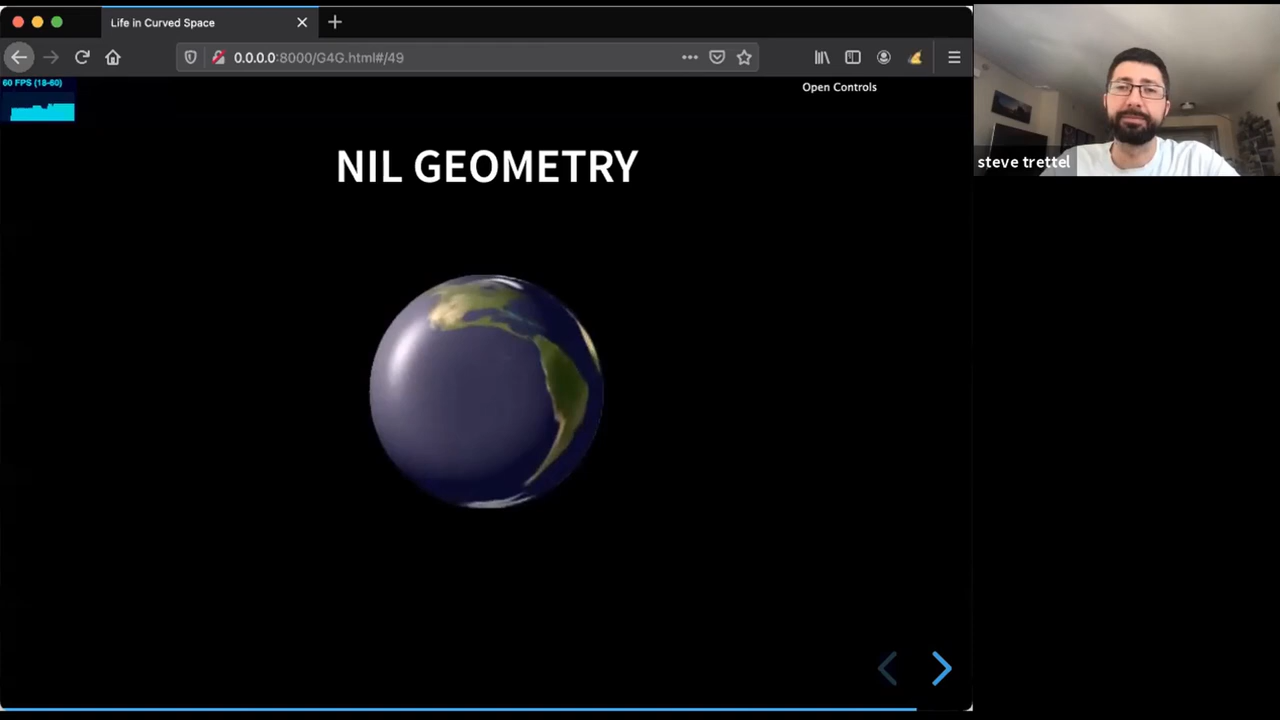 Life in Curved Space
0.0.0.0:8000/G4G.html#/49
60 FPS (18-60)
Open Controls
NIL GEOMETRY
steve trettel